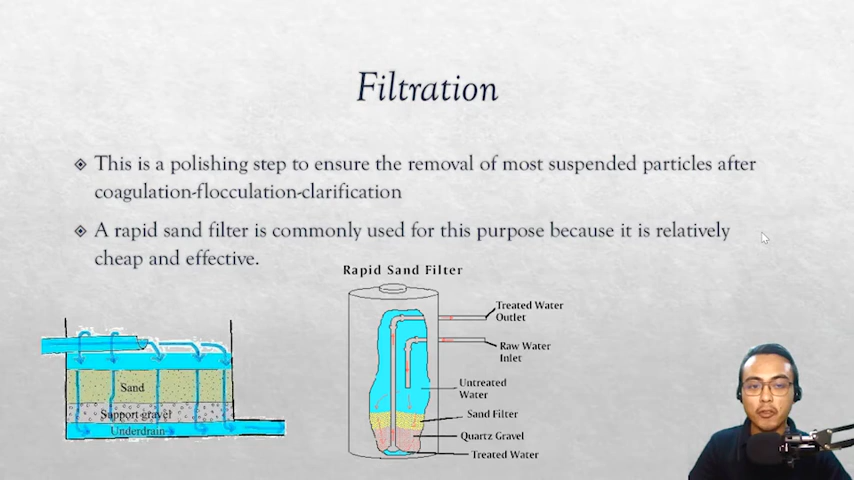 Filtration
This is a polishing step to ensure the removal of most suspended particles after
coagulation-flocculation-clarification
A rapid sand filter is commonly used for this purpose because it is relatively
cheap and effective.
Rapid Sand Filter
Treated Water
Outlet
Raw Water
Inlet
Untreated
Water
Sand Filter
Quartz Gravel
Treated Water
Sand
Support gravel
Underdrain